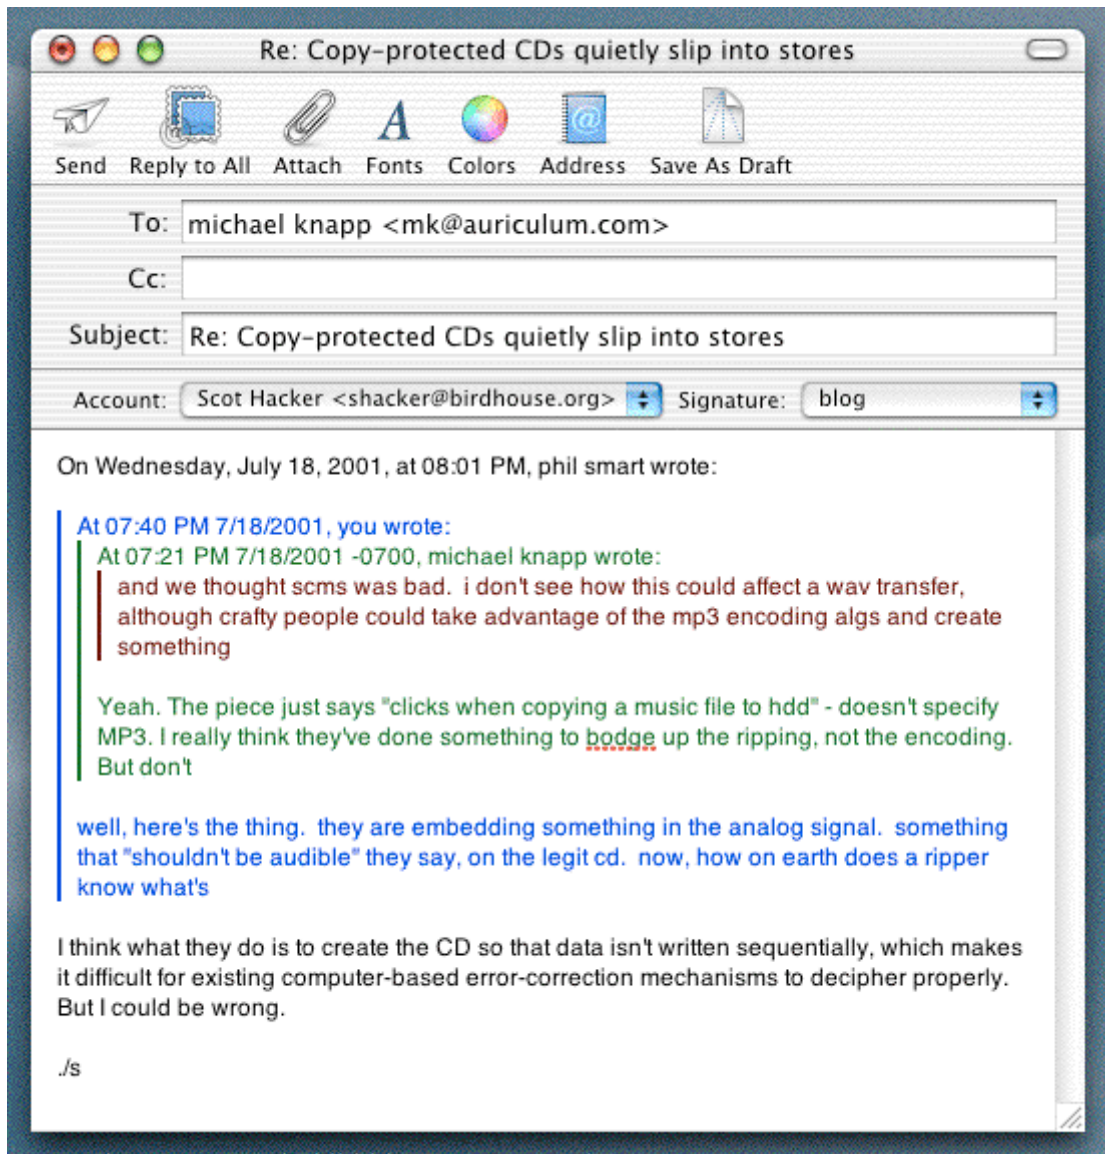 Re: Copy-protected CDs quietly slip into stores
Send Reply to All Attach Fonts Colors Address Save As Draft
To: michael knapp <mk@auriculum.com>
Cc:
Subject: Re: Copy-protected CDs quietly slip into stores
Account: Scot Hacker <shacker@birdhouse.org> Signature: blog
On Wednesday, July 18, 2001, at 08:01 PM, phil smart wrote:
At 07:40 PM 7/18/2001, you wrote:
At 07:21 PM 7/18/2001 -0700, michael knapp wrote:
and we thought scms was bad.  i don't see how this could affect a wav transfer,
although crafty people could take advantage of the mp3 encoding algs and create
something
Yeah. The piece just says "clicks when copying a music file to hdd" - doesn't specify
MP3. I really think they've done something to bodge up the ripping, not the encoding.
But don't
well, here's the thing.  they are embedding something in the analog signal.  something
that "shouldn't be audible" they say, on the legit cd.  now, how on earth does a ripper
know what's
I think what they do is to create the CD so that data isn't written sequentially, which makes
it difficult for existing computer-based error-correction mechanisms to decipher properly.
But I could be wrong.
./s